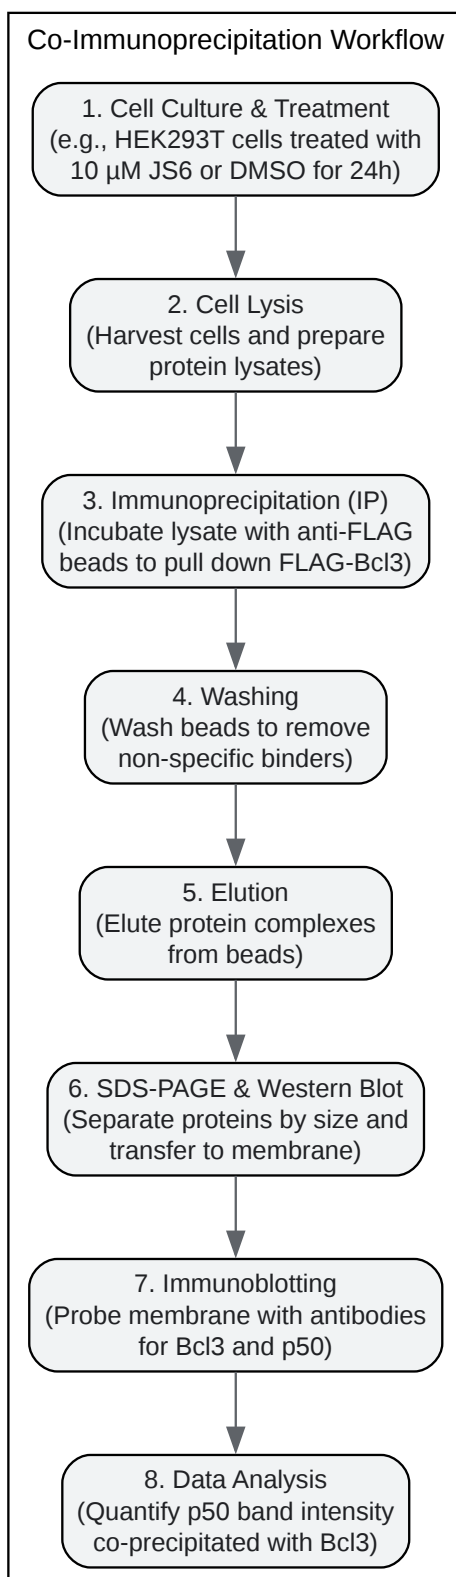 Co-Immunoprecipitation Workflow
1. Cell Culture & Treatment
(e.g., HEK293T cells treated with
10 µM JS6 or DMSO for 24h)
2. Cell Lysis
(Harvest cells and prepare
protein lysates)
3. Immunoprecipitation (IP)
(Incubate lysate with anti-FLAG
beads to pull down FLAG-Bcl3)
4. Washing
(Wash beads to remove
non-specific binders)
5. Elution
(Elute protein complexes
from beads)
6. SDS-PAGE & Western Blot
(Separate proteins by size and
transfer to membrane)
7. Immunoblotting
(Probe membrane with antibodies
for Bcl3 and p50)
8. Data Analysis
(Quantify p50 band intensity
co-precipitated with Bcl3)